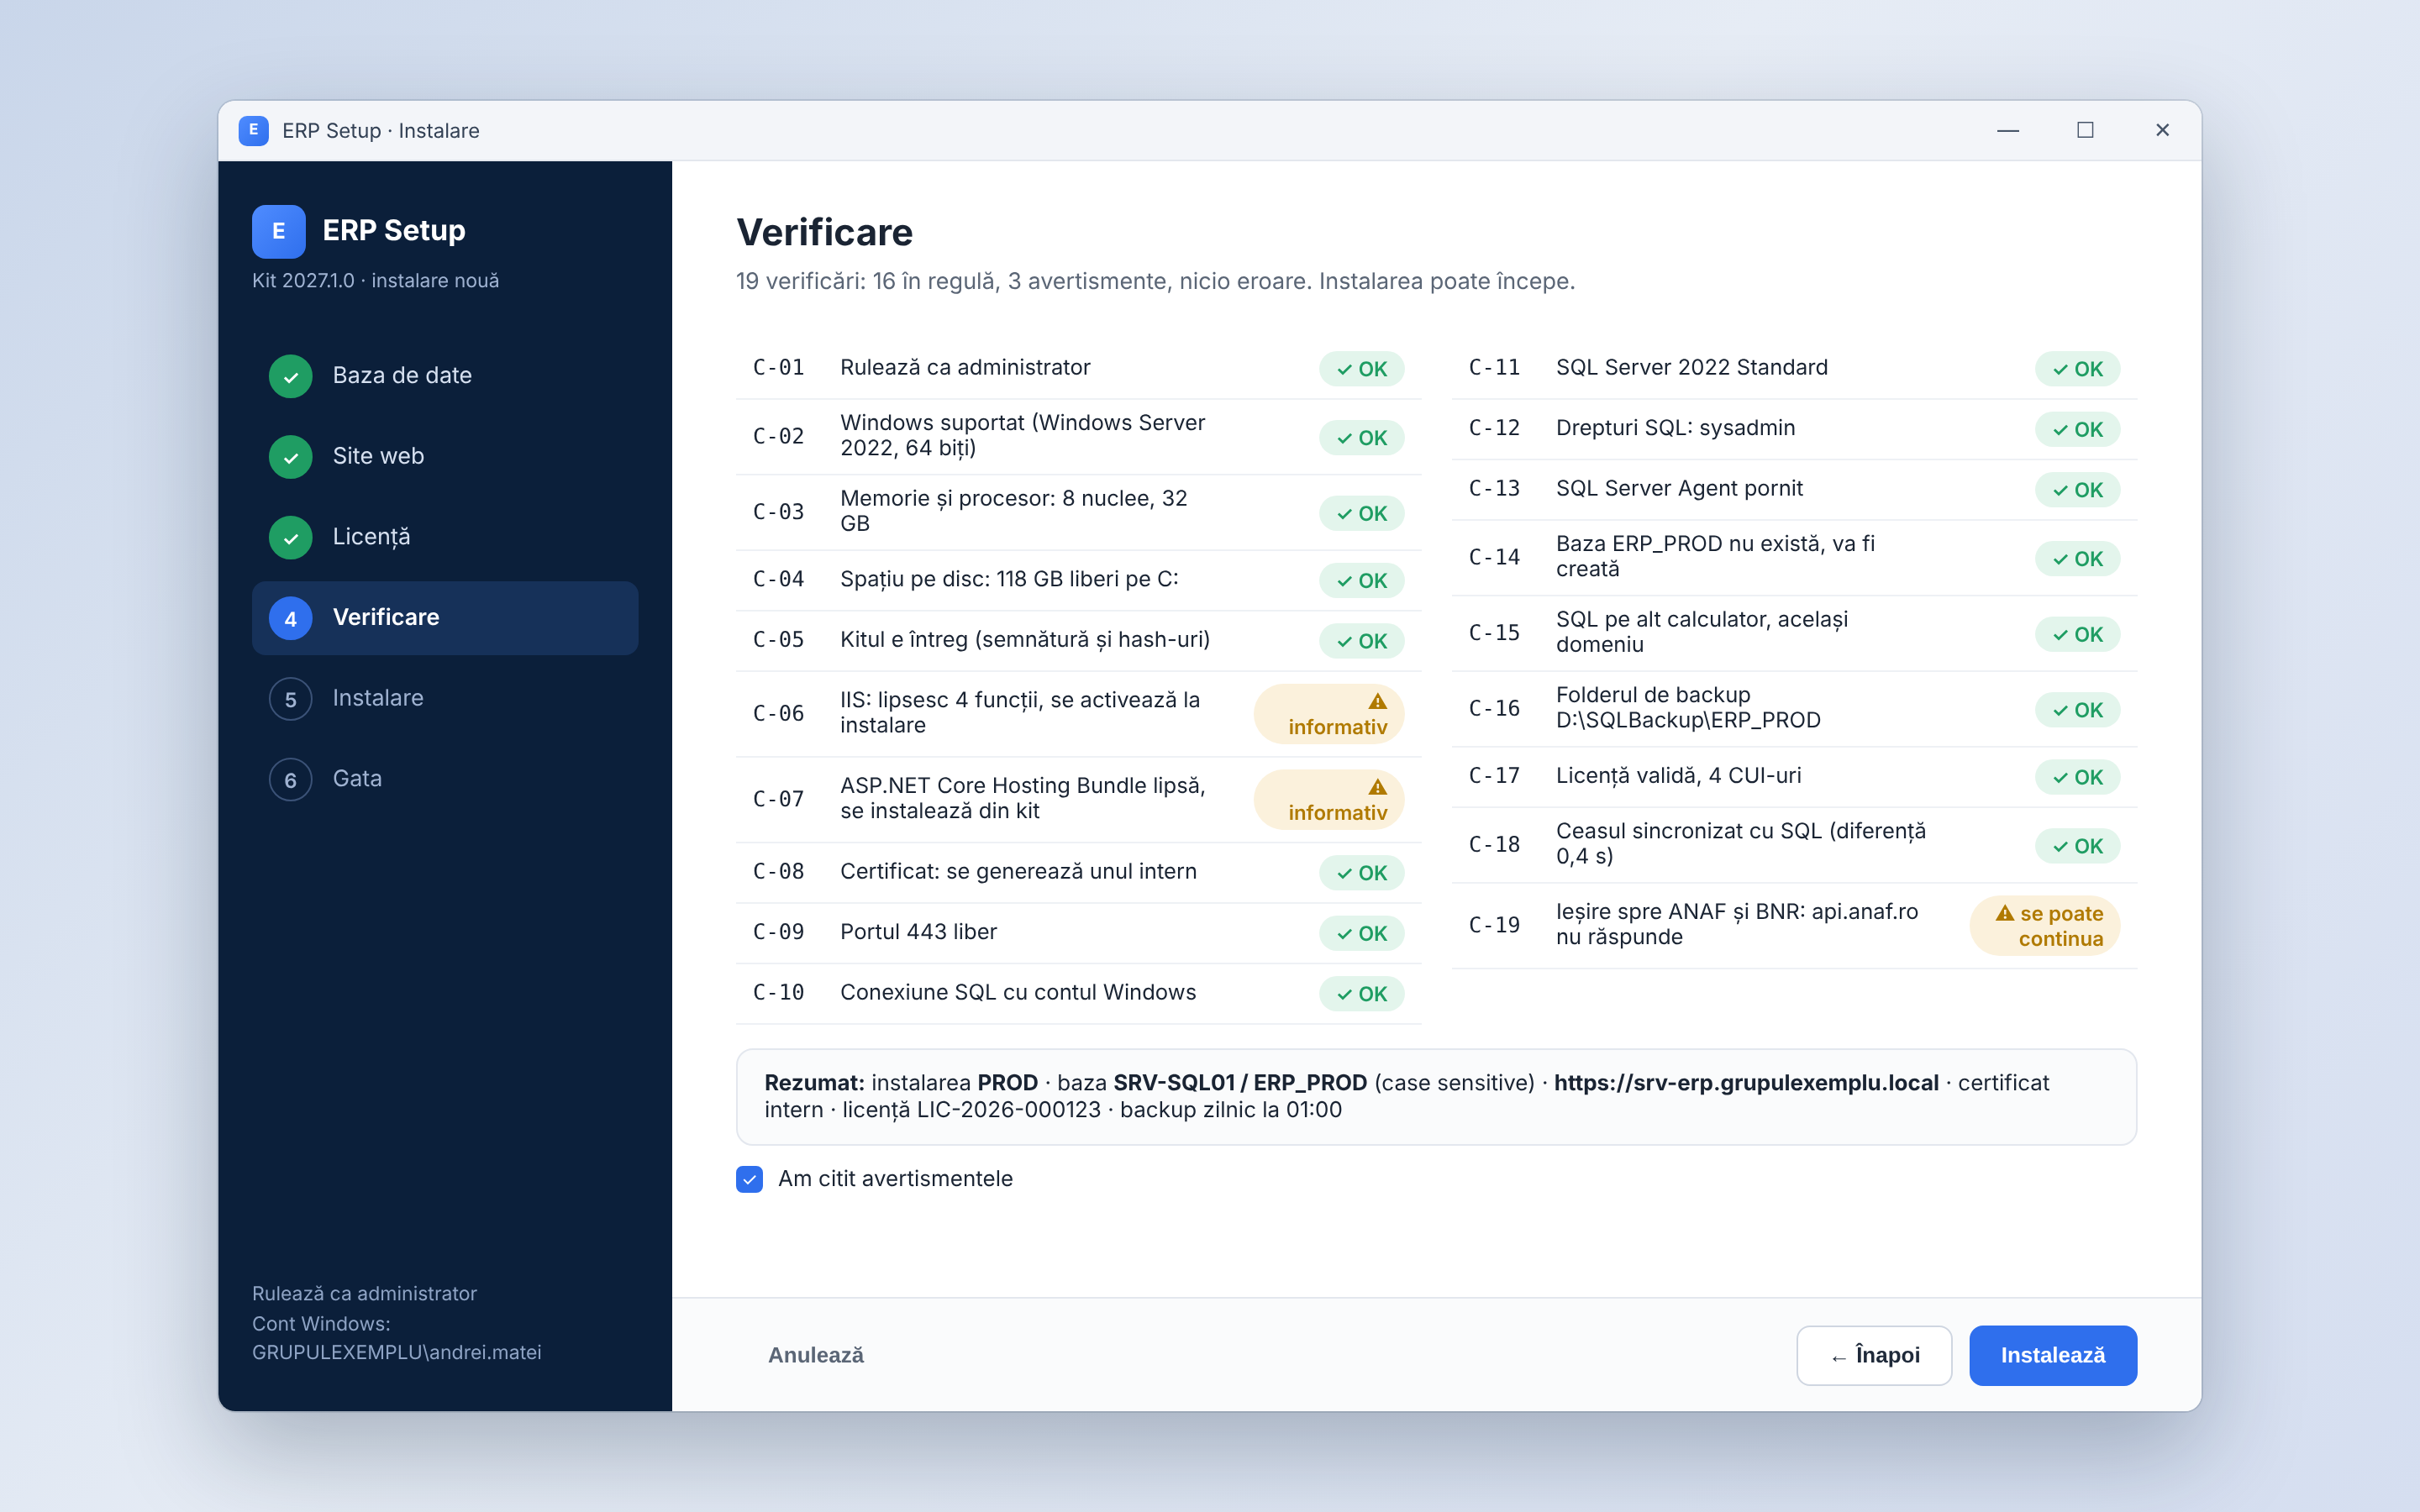 E ERP Setup · Instalare
E ERP Setup
Kit 2027.1.0 · instalare nouă
Baza de date
Site web
Licență
4 Verificare
5 Instalare
6 Gata
Rulează ca administrator
Cont Windows:
GRUPULEXEMPLU\andrei.matei
Verificare
19 verificări: 16 în regulă, 3 avertismente, nicio eroare. Instalarea poate începe.
C-01 Rulează ca administrator ✓ OK
C-02 Windows suportat (Windows Server
2022, 64 biți) ✓ OK
C-03 Memorie și procesor: 8 nuclee, 32
GB ✓ OK
C-04 Spațiu pe disc: 118 GB liberi pe C: ✓ OK
C-05 Kitul e întreg (semnătură și hash-uri) ✓ OK
C-06 IIS: lipsesc 4 funcții, se activează la
instalare ⚠ informativ
C-07 ASP.NET Core Hosting Bundle lipsă,
se instalează din kit ⚠ informativ
C-08 Certificat: se generează unul intern ✓ OK
C-09 Portul 443 liber ✓ OK
C-10 Conexiune SQL cu contul Windows ✓ OK
C-11 SQL Server 2022 Standard ✓ OK
C-12 Drepturi SQL: sysadmin ✓ OK
C-13 SQL Server Agent pornit ✓ OK
C-14 Baza ERP_PROD nu există, va fi
creată ✓ OK
C-15 SQL pe alt calculator, același
domeniu ✓ OK
C-16 Folderul de backup
D:\SQLBackup\ERP_PROD ✓ OK
C-17 Licență validă, 4 CUI-uri ✓ OK
C-18 Ceasul sincronizat cu SQL (diferență
0,4 s) ✓ OK
C-19 Ieșire spre ANAF și BNR: api.anaf.ro
nu răspunde ⚠ se poate
continua
Rezumat: instalarea PROD · baza SRV-SQL01 / ERP_PROD (case sensitive) · https://srv-erp.grupulexemplu.local · certificat
intern · licență LIC-2026-000123 · backup zilnic la 01:00
Am citit avertismentele
Anulează
← Înapoi
Instalează